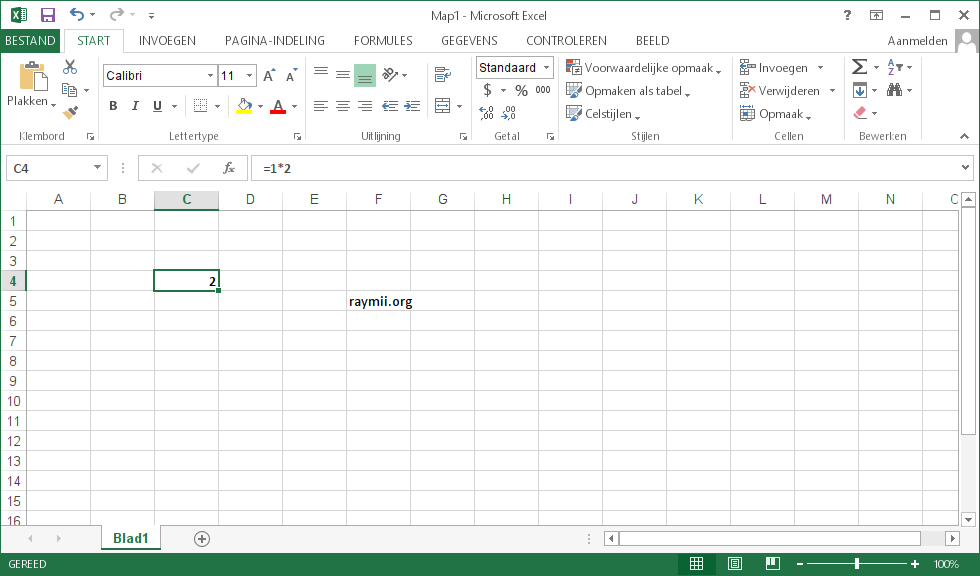 Map1 - Microsoft Excel
?
BESTAND START INVOEGEN PAGINA-INDELING FORMULES GEGEVENS CONTROLEREN BEELD Aanmelden
Calibri 11 Standaard Voorwaardelijke opmaak Invoegen
Plakken B I U $ % 000 Opmaken als tabel Verwijderen
Celstijlen Opmaak
Klembord Lettertype Uitlijning Getal Stijlen Cellen Bewerken
C4 fx =1*2
A B C D E F G H I J K L M N O
1
2
3
4 2
5 raymii.org
6
7
8
9
10
11
12
13
14
15
16
Blad1
GEREED 100%